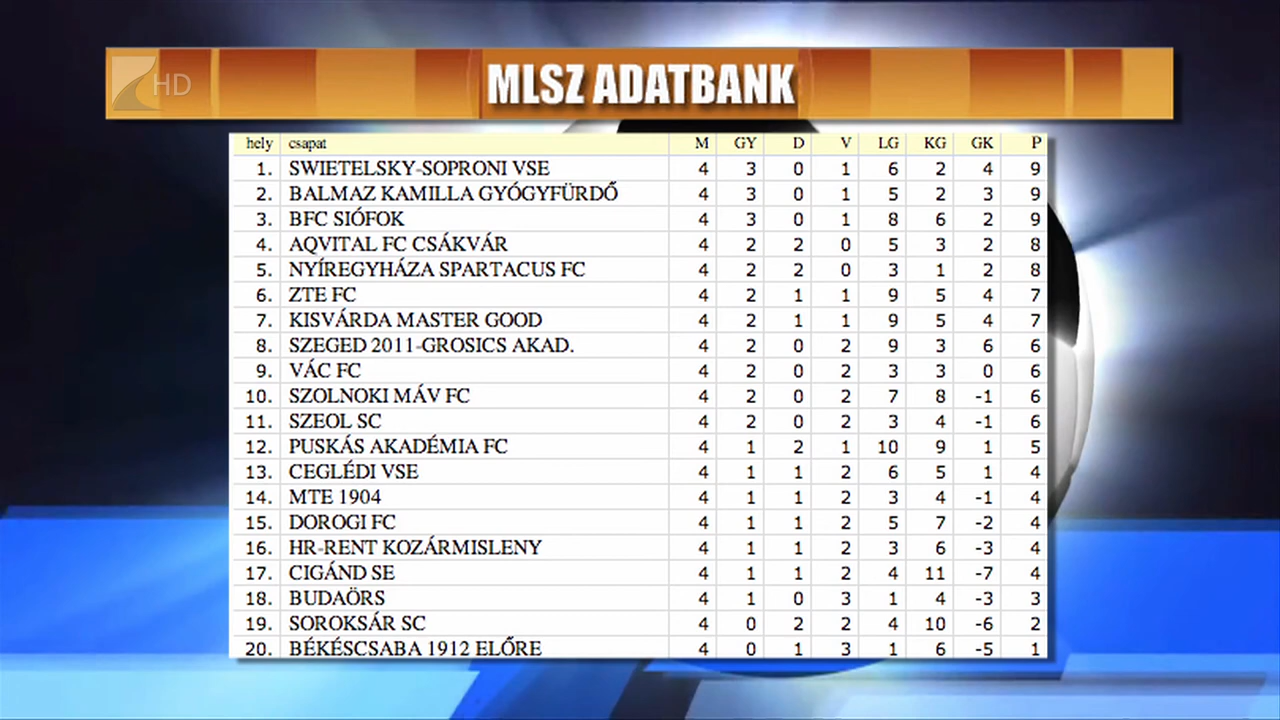 HD
MLSZ ADATBANK
hely csapat M GY D V LG KG GK P
1. SWIETELSKY-SOPRONI VSE 4 3 0 1 6 2 4 9
2. BALMAZ KAMILLA GYÓGYFÜRDŐ 4 3 0 1 5 2 3 9
3. BFC SIÓFOK 4 3 0 1 8 6 2 9
4. AQVITAL FC CSÁKVÁR 4 2 2 0 5 3 2 8
5. NYÍREGYHÁZA SPARTACUS FC 4 2 2 0 3 1 2 8
6. ZTE FC 4 2 1 1 9 5 4 7
7. KISVÁRDA MASTER GOOD 4 2 1 1 9 5 4 7
8. SZEGED 2011-GROSICS AKAD. 4 2 0 2 9 3 6 6
9. VÁC FC 4 2 0 2 3 3 0 6
10. SZOLNOKI MÁV FC 4 2 0 2 7 8 -1 6
11. SZEOL SC 4 2 0 2 3 4 -1 6
12. PUSKÁS AKADÉMIA FC 4 1 2 1 10 9 1 5
13. CEGLÉDI VSE 4 1 1 2 6 5 1 4
14. MTE 1904 4 1 1 2 3 4 -1 4
15. DOROGI FC 4 1 1 2 5 7 -2 4
16. HR-RENT KOZÁRMISLENY 4 1 1 2 3 6 -3 4
17. CIGÁND SE 4 1 1 2 4 11 -7 4
18. BUDAÖRS 4 1 0 3 1 4 -3 3
19. SOROKSÁR SC 4 0 2 2 4 10 -6 2
20. BÉKÉSCSABA 1912 ELŐRE 4 0 1 3 1 6 -5 1